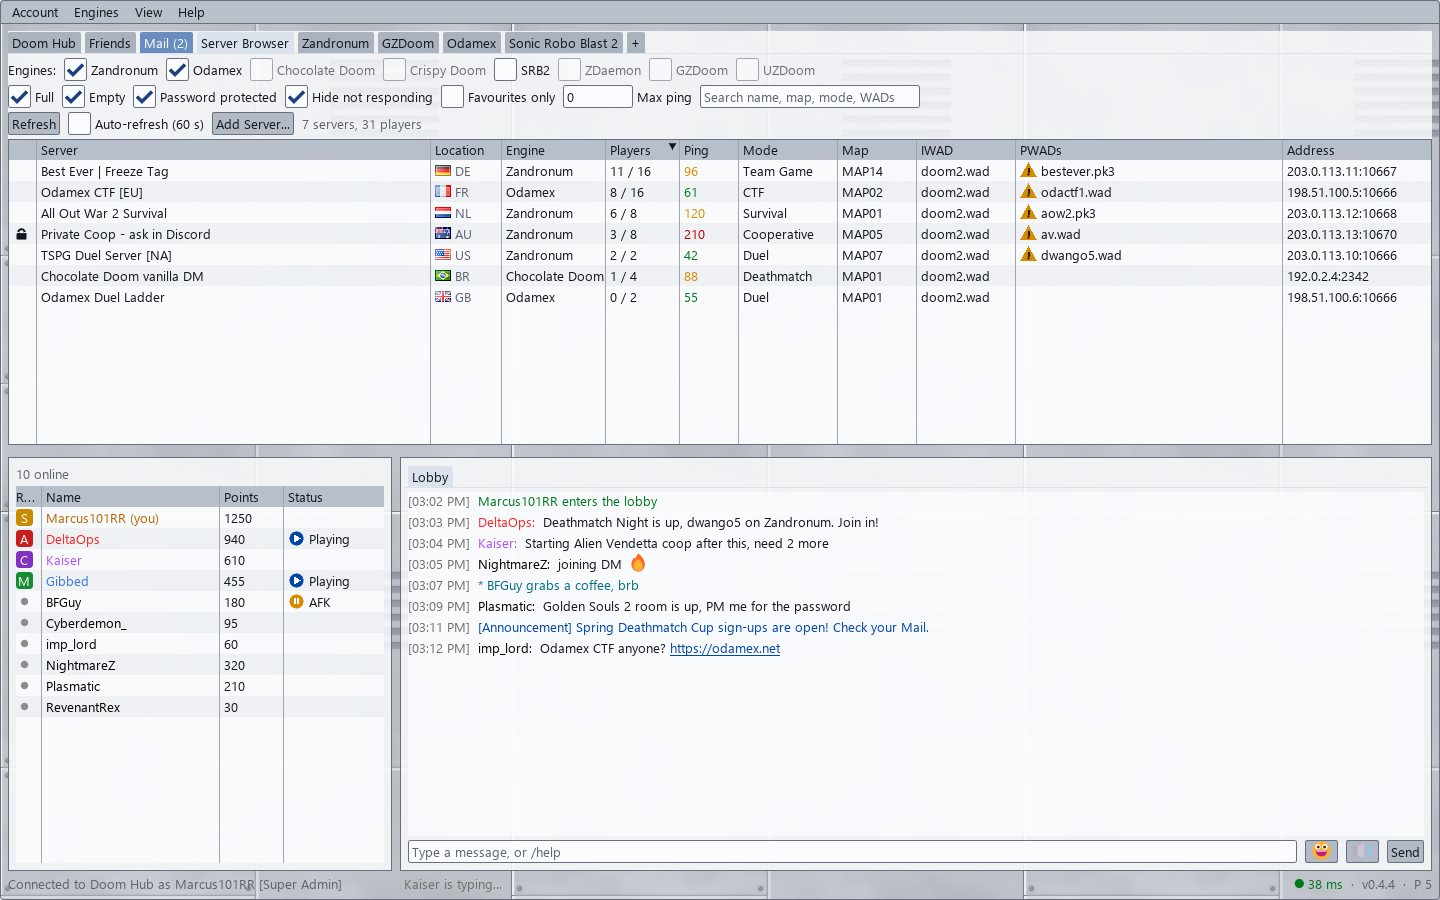 Account Engines View Help
Doom Hub Friends Mail (2) Server Browser Zandronum GZDoom Odamex Sonic Robo Blast 2 +
Engines: Zandronum Odamex Chocolate Doom Crispy Doom SRB2 ZDaemon GZDoom UZDoom
Full Empty Password protected Hide not responding Favourites only 0 Max ping Search name, map, mode, WADs
Refresh Auto-refresh (60 s) Add Server... 7 servers, 31 players
Server Location Engine Players Ping Mode Map IWAD PWADs Address
Best Ever | Freeze Tag DE Zandronum 11 / 16 96 Team Game MAP14 doom2.wad bestever.pk3 203.0.113.11:10667
Odamex CTF [EU] FR Odamex 8 / 16 61 CTF MAP02 doom2.wad odactf1.wad 198.51.100.5:10666
All Out War 2 Survival NL Zandronum 6 / 8 120 Survival MAP01 doom2.wad aow2.pk3 203.0.113.12:10668
Private Coop - ask in Discord AU Zandronum 3 / 8 210 Cooperative MAP05 doom2.wad av.wad 203.0.113.13:10670
TSPG Duel Server [NA] US Zandronum 2 / 2 42 Duel MAP07 doom2.wad dwango5.wad 203.0.113.10:10666
Chocolate Doom vanilla DM BR Chocolate Doom 1 / 4 88 Deathmatch MAP01 doom2.wad 192.0.2.4:2342
Odamex Duel Ladder GB Odamex 0 / 2 55 Duel MAP01 doom2.wad 198.51.100.6:10666
10 online
R... Name Points Status
S Marcus101RR (you) 1250
A DeltaOps 940 Playing
C Kaiser 610
M Gibbed 455 Playing
BFGuy 180 AFK
Cyberdemon_ 95
imp_lord 60
NightmareZ 320
Plasmatic 210
RevenantRex 30
Lobby
[03:02 PM] Marcus101RR enters the lobby
[03:03 PM] DeltaOps: Deathmatch Night is up, dwango5 on Zandronum. Join in!
[03:04 PM] Kaiser: Starting Alien Vendetta coop after this, need 2 more
[03:05 PM] NightmareZ: joining DM
[03:07 PM] * BFGuy grabs a coffee, brb
[03:09 PM] Plasmatic: Golden Souls 2 room is up, PM me for the password
[03:11 PM] [Announcement] Spring Deathmatch Cup sign-ups are open! Check your Mail.
[03:12 PM] imp_lord: Odamex CTF anyone? https://odamex.net
Type a message, or /help Send
Connected to Doom Hub as Marcus101RR [Super Admin] Kaiser is typing... 38 ms · v0.4.4 · P 5